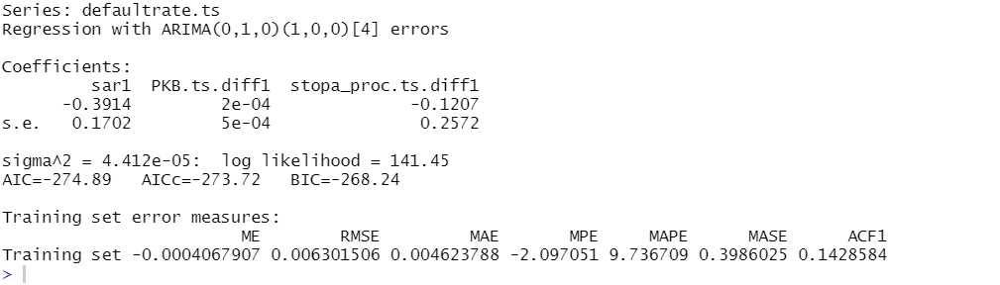 Series: defaultrate.ts
Regression with ARIMA(0,1,0)(1,0,0)[4] errors
Coefficients:
sar1 PKB.ts.diff1 stopa_proc.ts.diff1
-0.3914 2e-04 -0.1207
s.e. 0.1702 5e-04 0.2572
sigma^2 = 4.412e-05: log likelihood = 141.45
AIC=-274.89 AICc=-273.72 BIC=-268.24
Training set error measures:
ME RMSE MAE MPE MAPE MASE ACF1
Training set -0.0004067907 0.006301506 0.004623788 -2.097051 9.736709 0.3986025 0.1428584
>